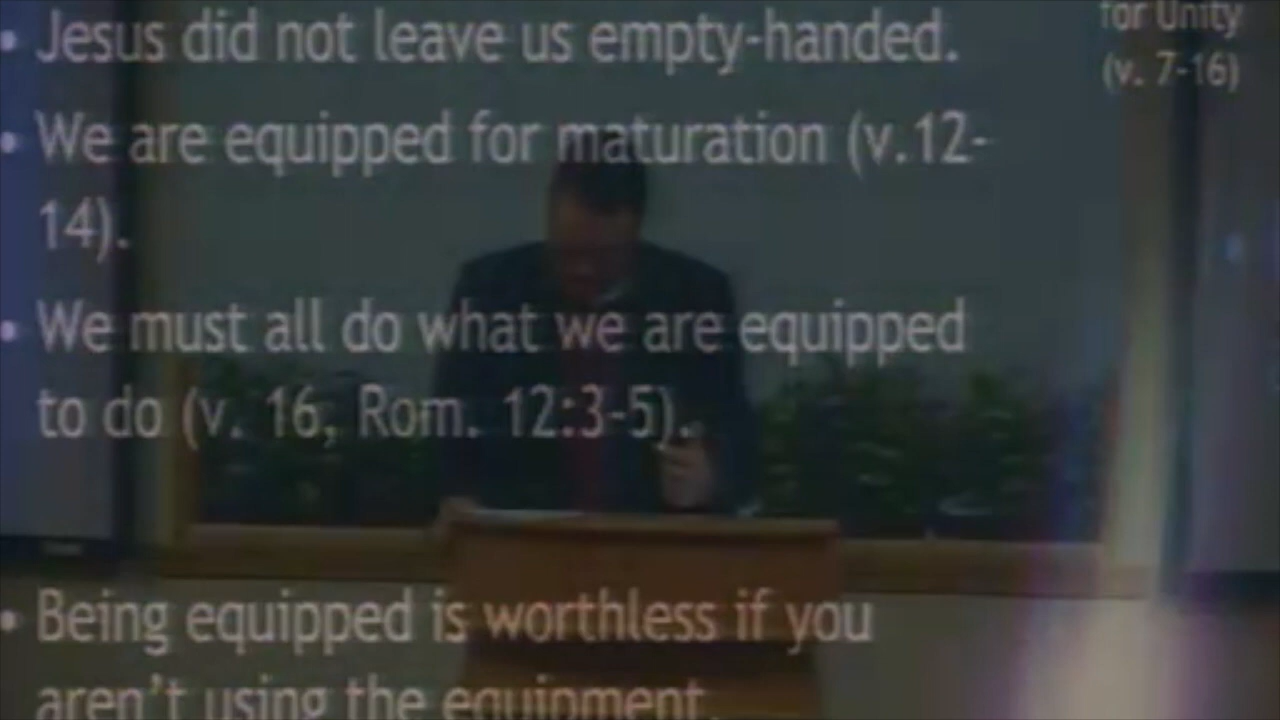 • Jesus did not leave us empty-handed.
for Unity
(v. 7-16)
• We are equipped for maturation (v.12-
14).
• We must all do what we are equipped
to do (v. 16, Rom. 12:3-5).
• Being equipped is worthless if you
aren't using the equipment.